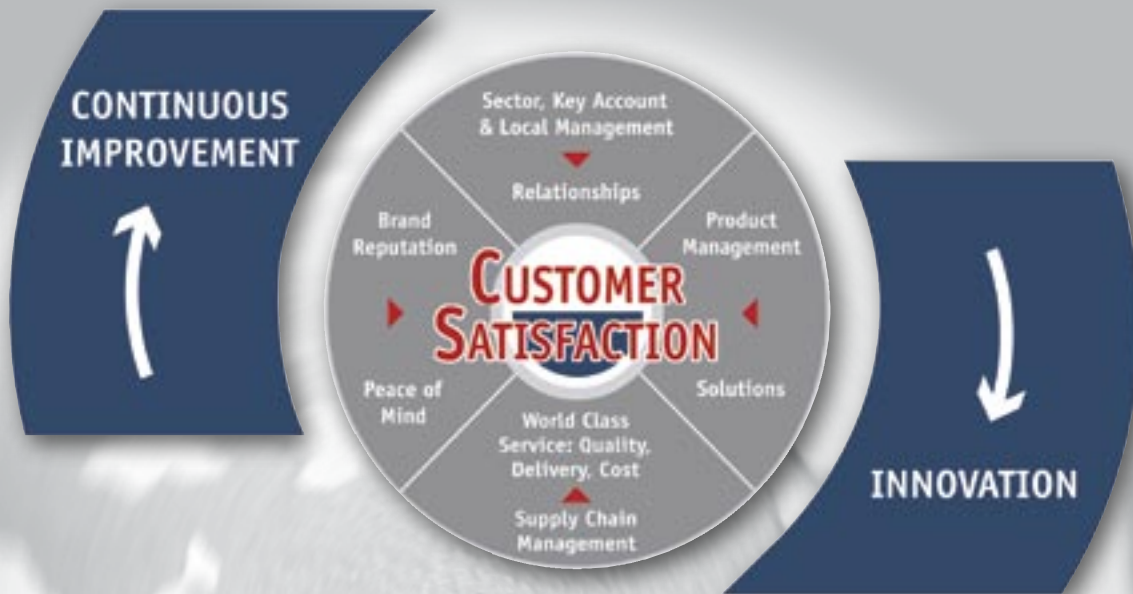 CONTINUOUS
IMPROVEMENT
Sector, Key Account
& Local Management
Relationships
Brand
Reputation
Product
Management
CUSTOMER
SATISFACTION
Peace of
Mind
Solutions
World Class
Service: Quality,
Delivery, Cost
Supply Chain
Management
INNOVATION